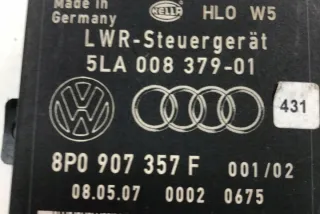 Made in
Germany
HELLA
HLO W5
LWR-Steuergerät
5LA 008 379-01
431
8P0 907 357 F 001/02
08.05.07 0002 0675